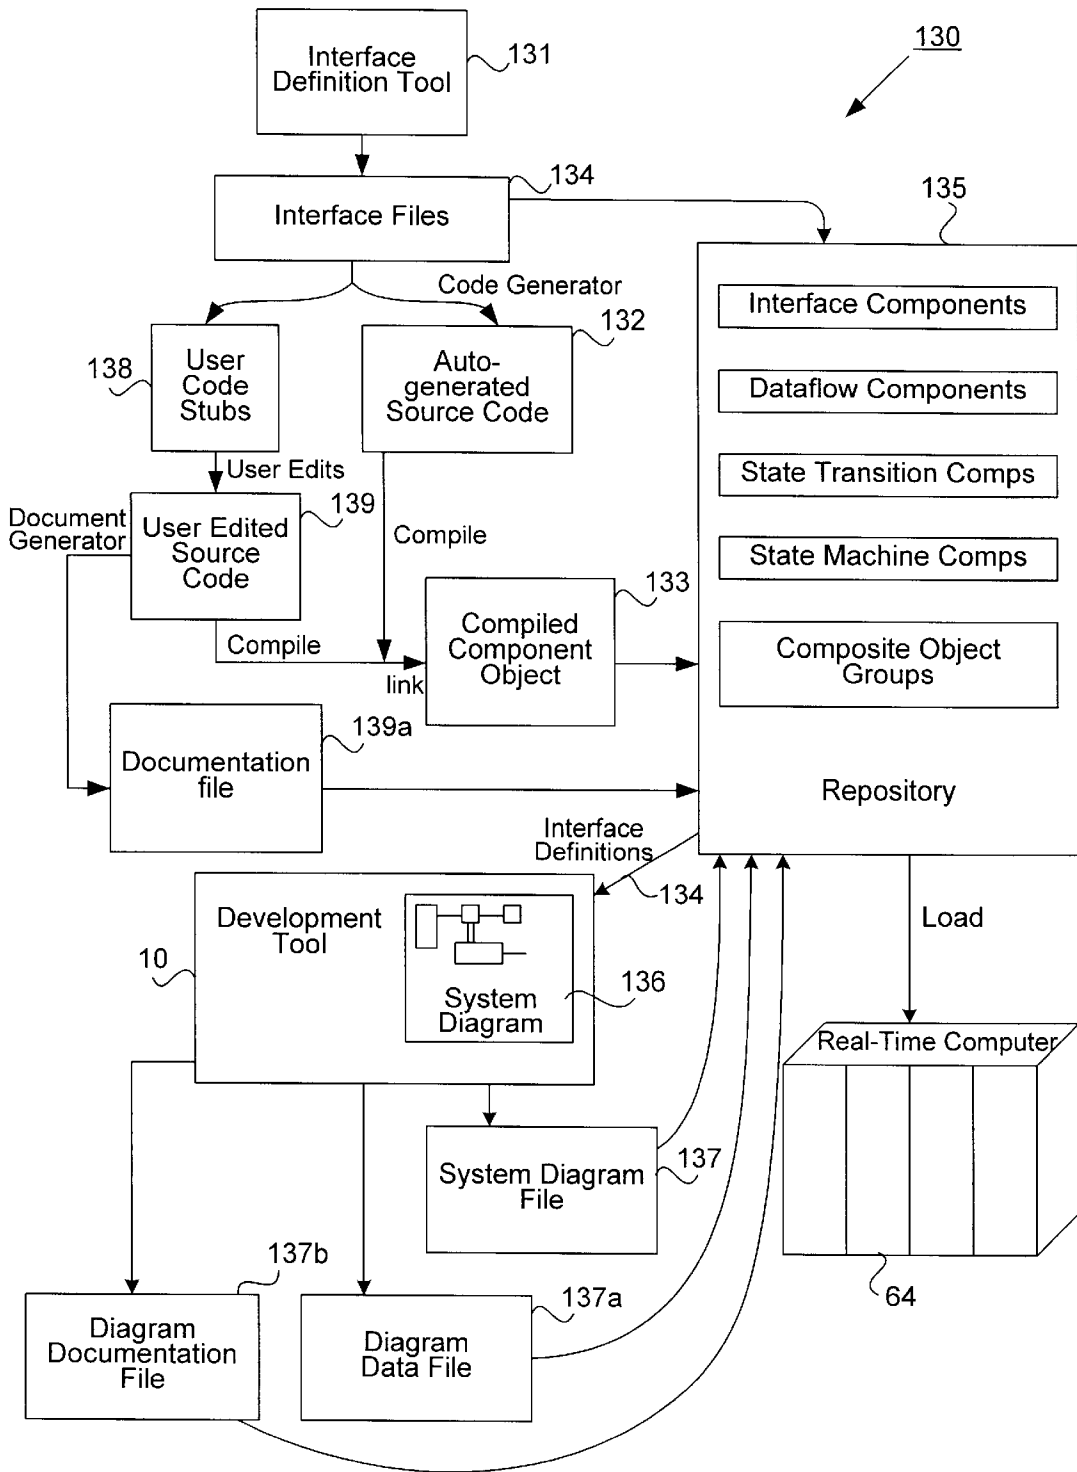 130
Interface
Definition Tool
131
Interface Files
134
135
Code Generator
Interface Components
Dataflow Components
State Transition Comps
State Machine Comps
Composite Object
Groups
Repository
User
Code
Stubs
138
Auto-
generated
Source Code
132
User Edits
Document
Generator
User Edited
Source
Code
139
Compile
Compile
link
Compiled
Component
Object
133
Documentation
file
139a
Interface
Definitions
134
Development
Tool
10
System
Diagram
136
Load
Real-Time Computer
64
System Diagram
File
137
Diagram
Documentation
File
137b
Diagram
Data File
137a